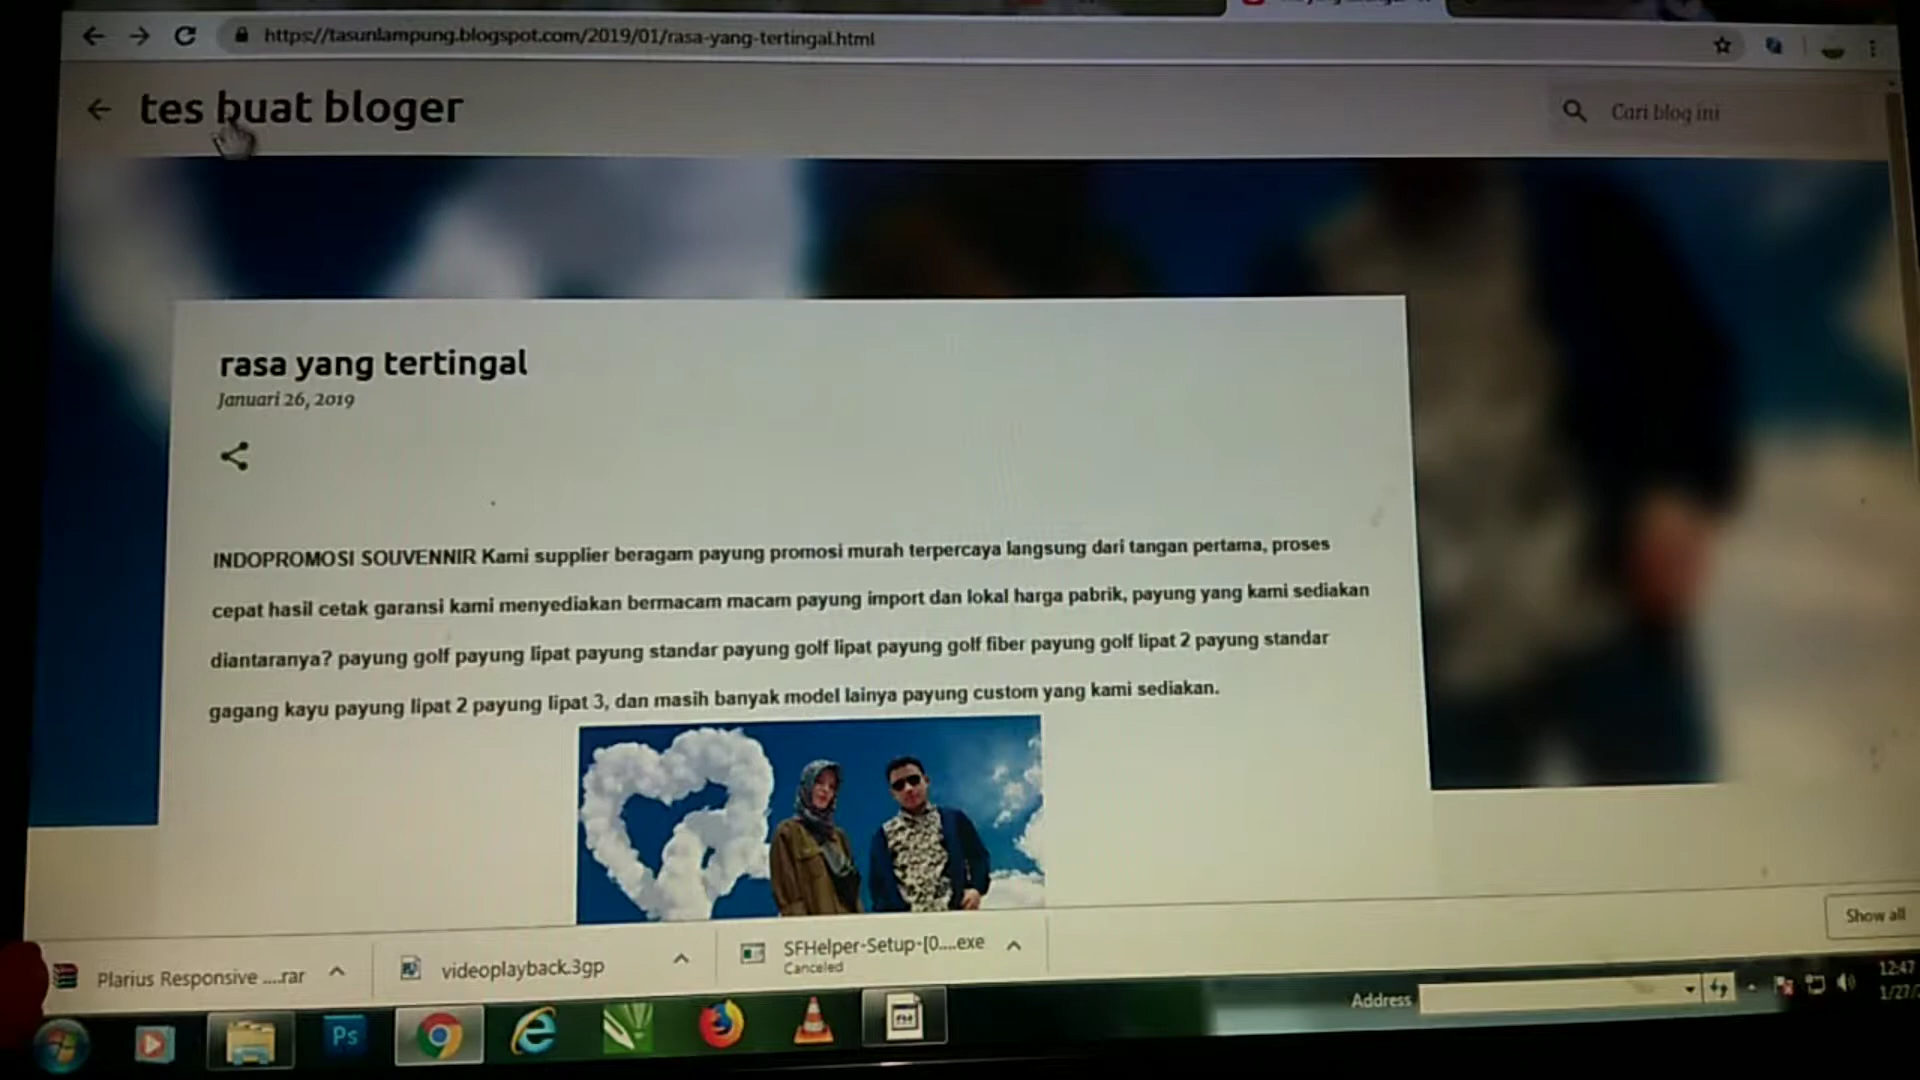 https://tasunlampung.blogspot.com/2019/01/rasa-yang-tertingal.html
tes buat bloger
Cari blog ini
rasa yang tertingal
Januari 26, 2019
INDOPROMOSI SOUVENNIR Kami supplier beragam payung promosi murah terpercaya langsung dari tangan pertama, proses
cepat hasil cetak garansi kami menyediakan bermacam macam payung import dan lokal harga pabrik, payung yang kami sediakan
diantaranya? payung golf payung lipat payung standar payung golf lipat payung golf fiber payung golf lipat 2 payung standar
gagang kayu payung lipat 2 payung lipat 3, dan masih banyak model lainya payung custom yang kami sediakan.
Show all
Plarius Responsive ....rar
videoplayback.3gp
SFHelper-Setup-[0....exe
Canceled
Address
12:47
1/27/
Ps